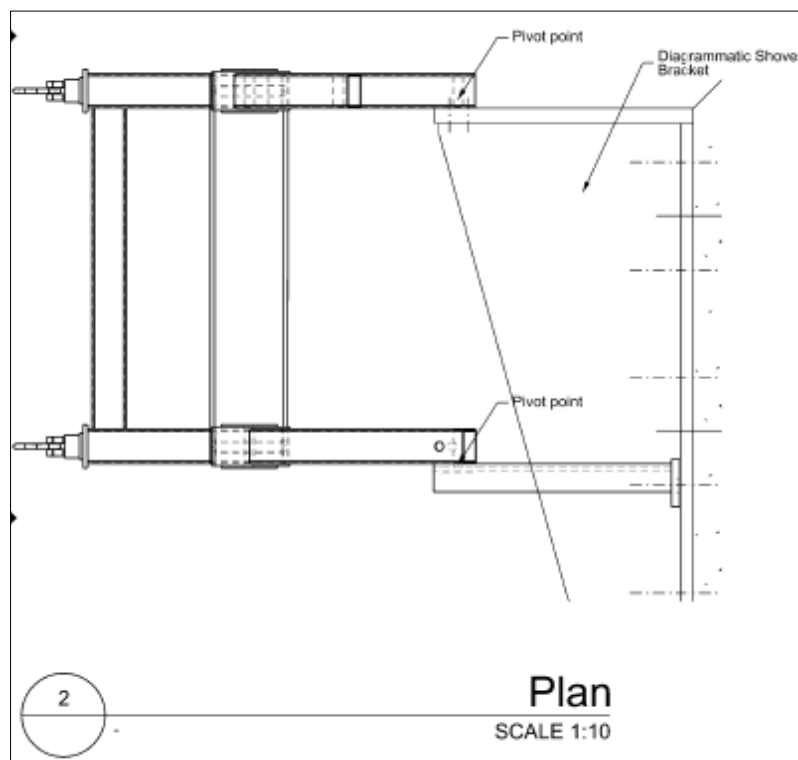 Pivot point
Diagrammatic Shove
Bracket
Pivot point
2
Plan
SCALE 1:10